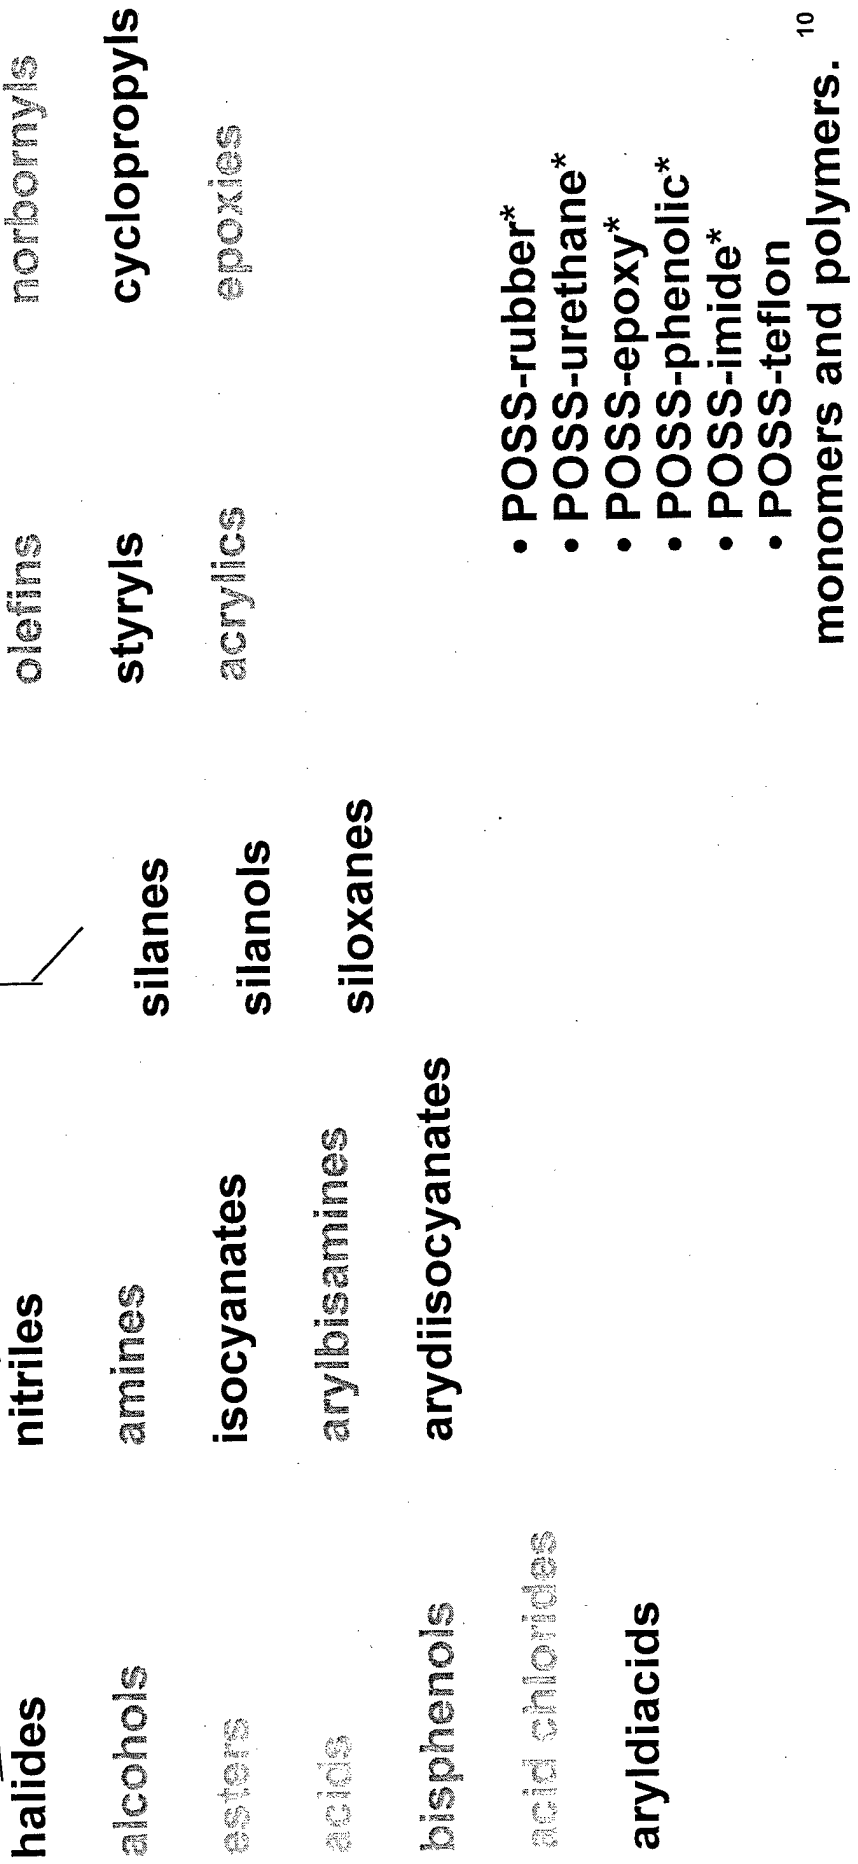 halides
alcohols
esters
acids
bisphenols
acid chlorides
aryldiacids
nitriles
amines
isocyanates
arylbisamines
arydiisocyanates
silanes
silanols
siloxanes
olefins
styryls
acrylics
norbornyls
cyclopropyls
epoxies
• POSS-rubber*
• POSS-urethane*
• POSS-epoxy*
• POSS-phenolic*
• POSS-imide*
• POSS-teflon
monomers and polymers.
10